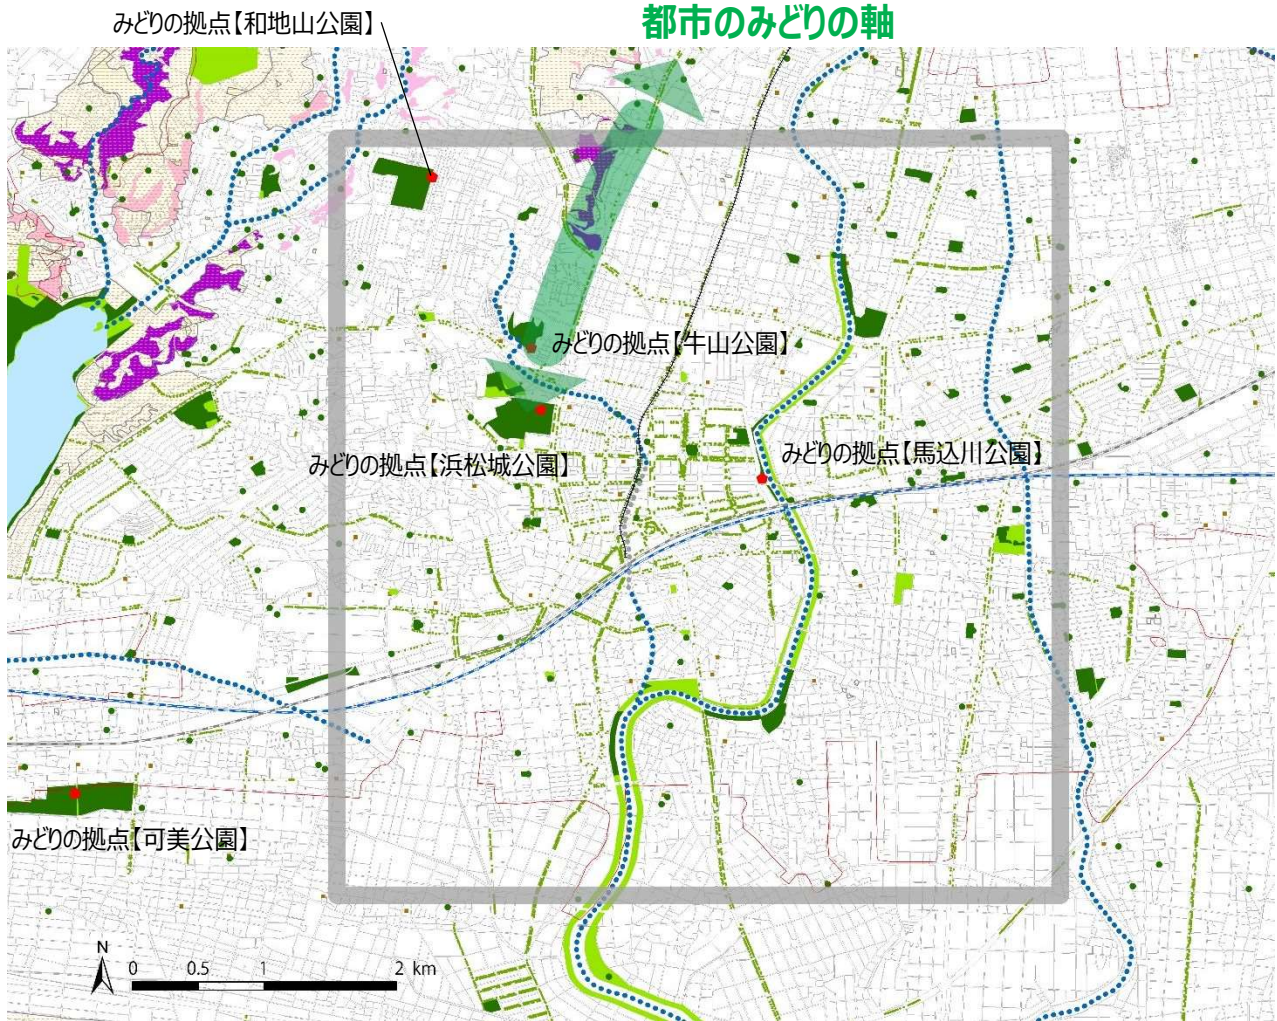 都市のみどりの軸
みどりの拠点【和地山公園】
みどりの拠点【牛山公園】
みどりの拠点【浜松城公園】
みどりの拠点【馬込川公園】
みどりの拠点【可美公園】
N
0 0.5 1 2 km